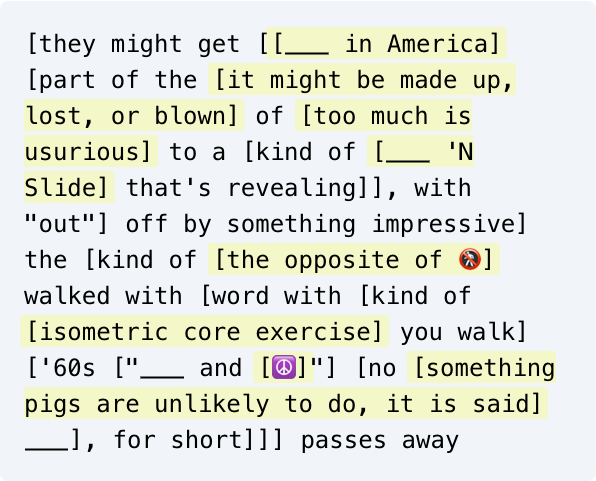 [they might get [[___ in America]
[part of the [it might be made up,
lost, or blown] of [too much is
usurious] to a [kind of [___ 'N
Slide] that's revealing]], with
"out"] off by something impressive]
the [kind of [the opposite of 🚷]
walked with [word with [kind of
[isometric core exercise] you walk]
['60s ["___ and [☮️]"] [no [something
pigs are unlikely to do, it is said]
___], for short]]] passes away